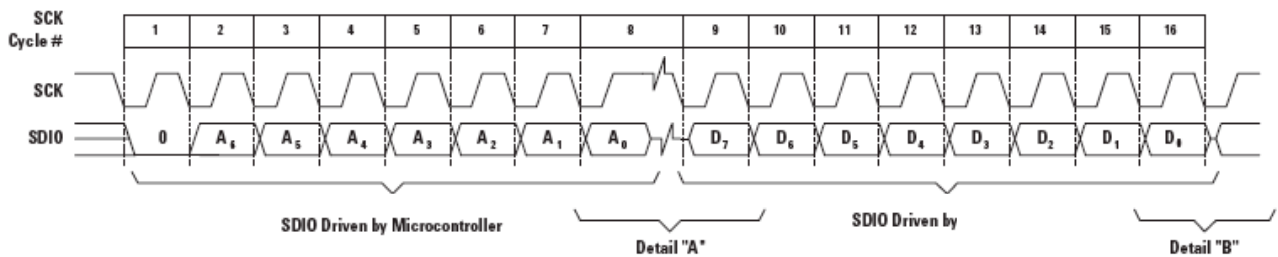 SCK
Cycle #
1 2 3 4 5 6 7 8 9 10 11 12 13 14 15 16
SCK
SDIO
0 A₆ A₅ A₄ A₃ A₂ A₁ A₀ D₇ D₆ D₅ D₄ D₃ D₂ D₁ D₀
SDIO Driven by Microcontroller
SDIO Driven by
Detail "A"
Detail "B"